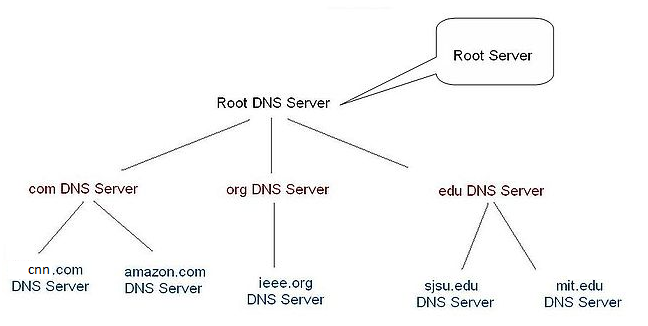 Root Server
Root DNS Server
com DNS Server
org DNS Server
edu DNS Server
cnn.com
DNS Server
amazon.com
DNS Server
ieee.org
DNS Server
sjsu.edu
DNS Server
mit.edu
DNS Server